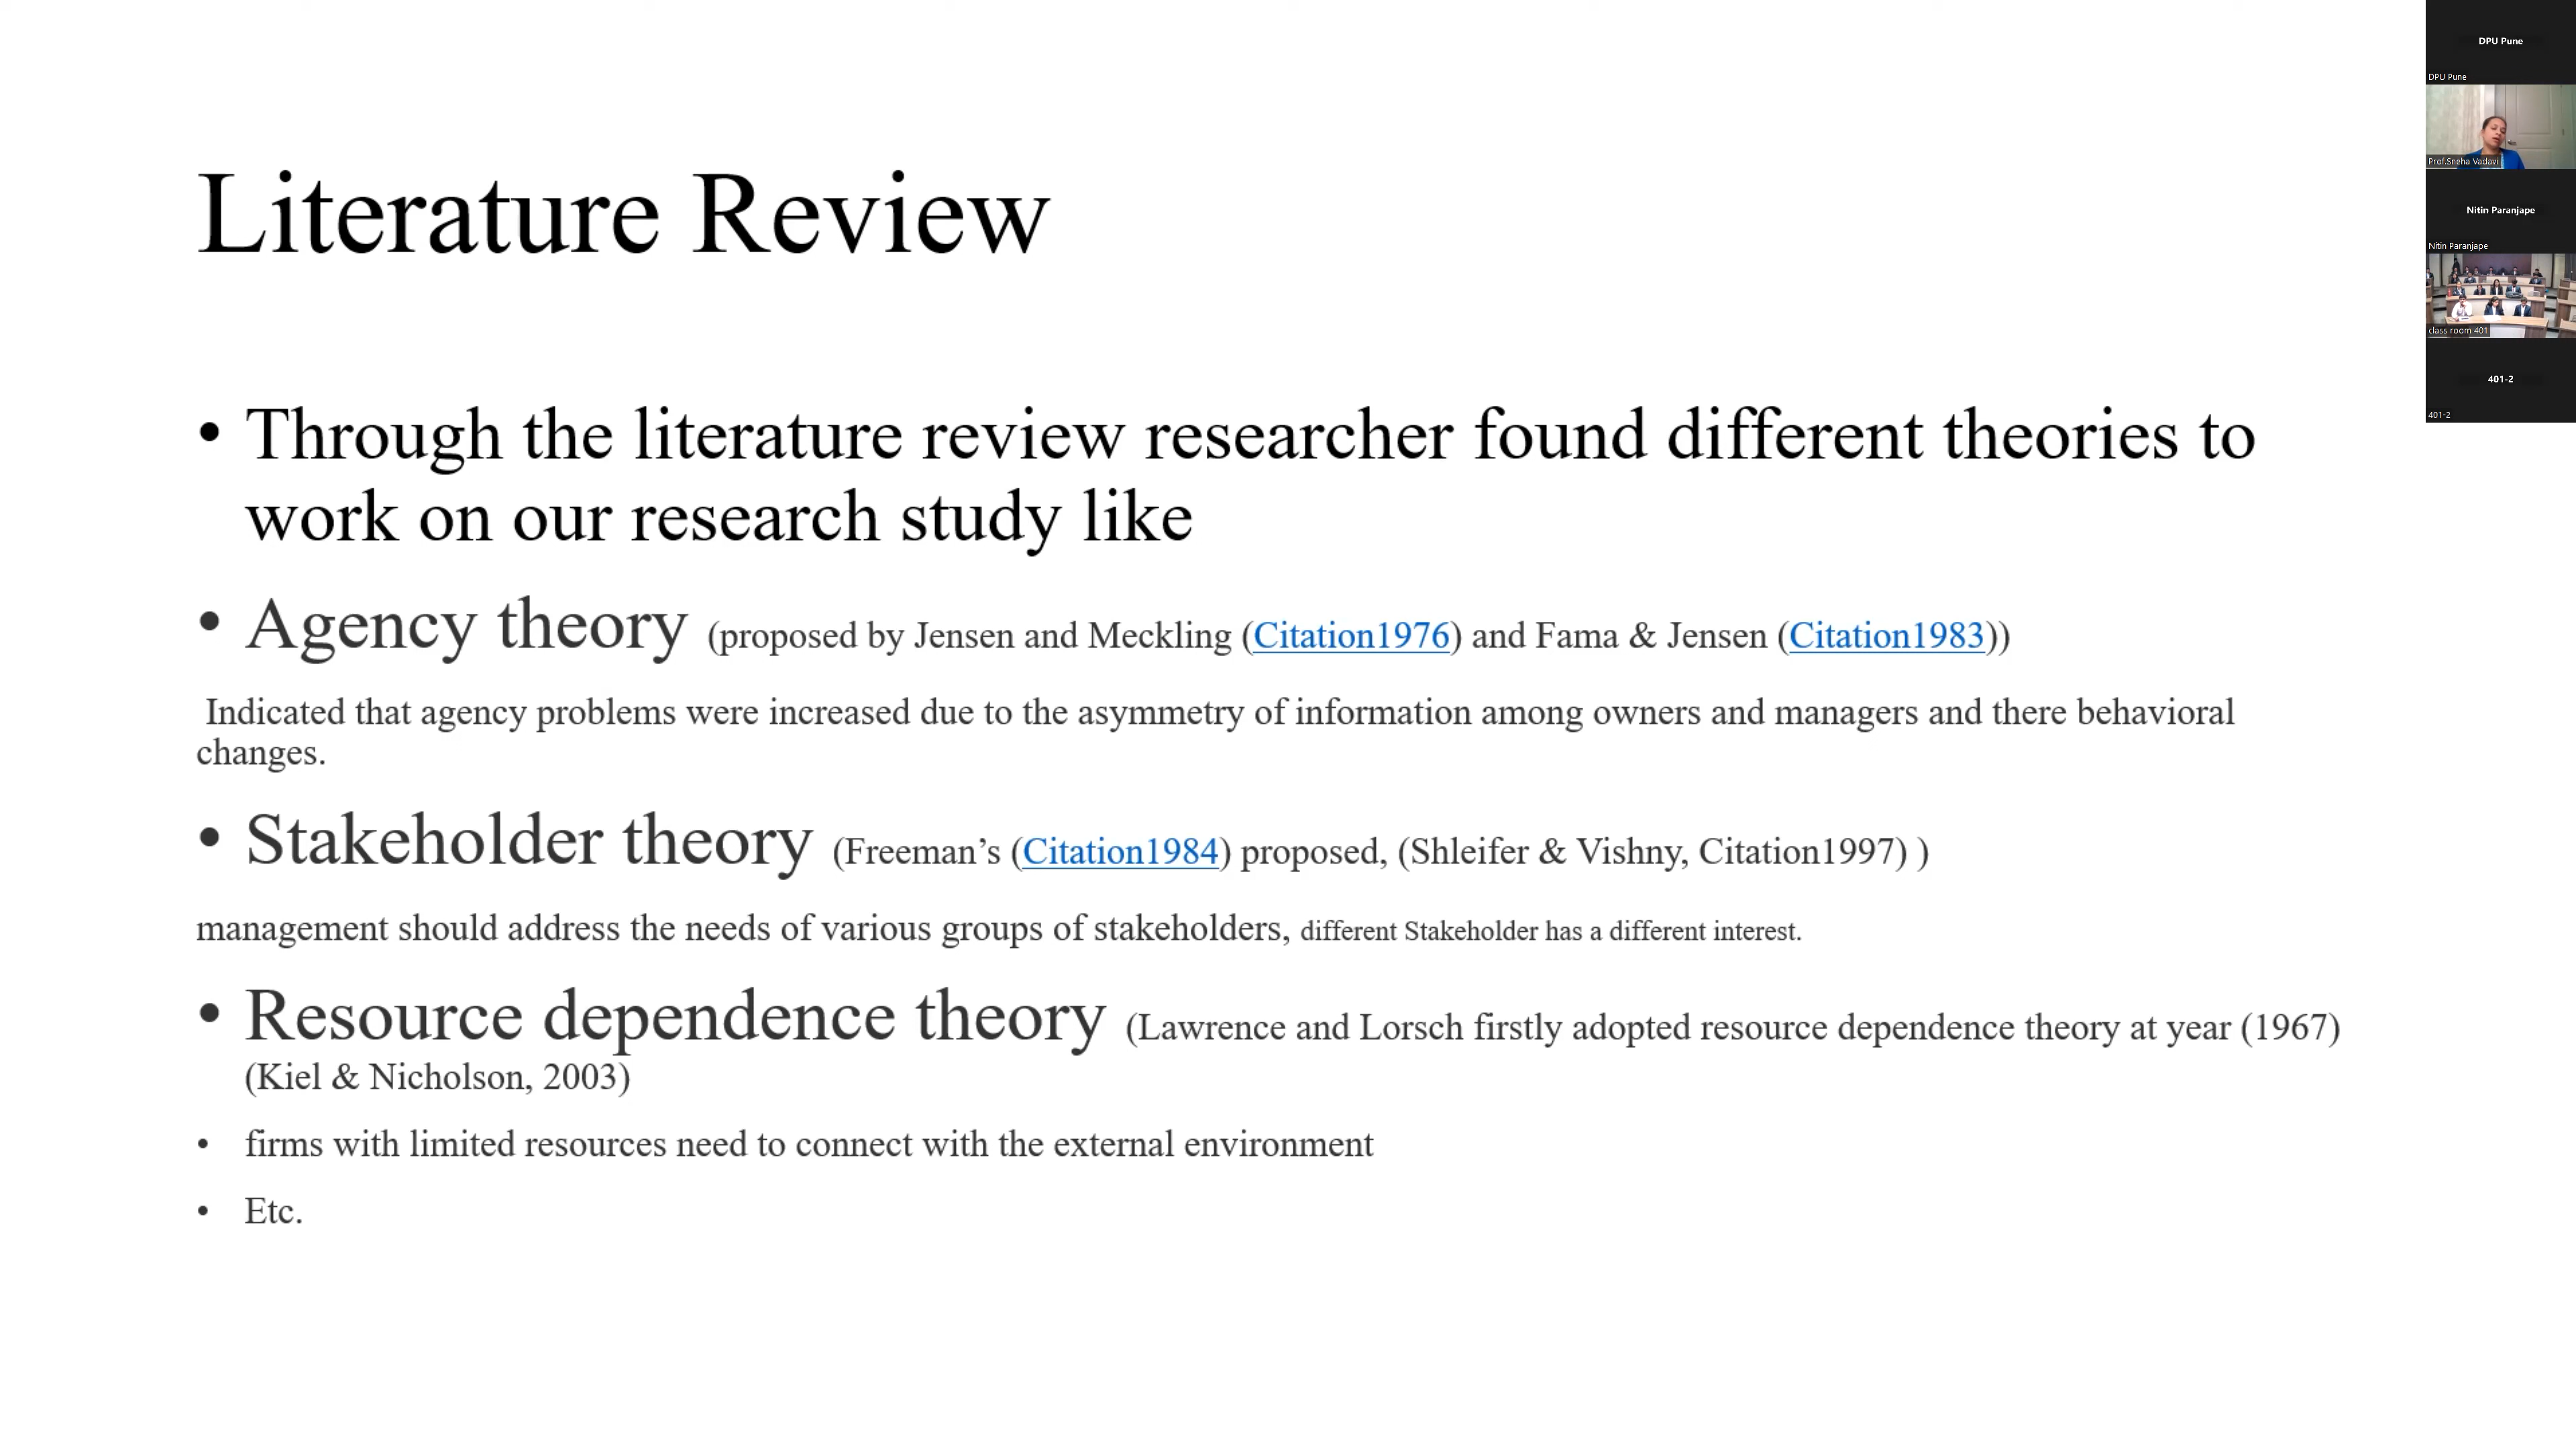 Literature Review
• Through the literature review researcher found different theories to
work on our research study like
• Agency theory (proposed by Jensen and Meckling (Citation1976) and Fama & Jensen (Citation1983))
Indicated that agency problems were increased due to the asymmetry of information among owners and managers and there behavioral
changes.
• Stakeholder theory (Freeman’s (Citation1984) proposed, (Shleifer & Vishny, Citation1997) )
management should address the needs of various groups of stakeholders, different Stakeholder has a different interest.
• Resource dependence theory (Lawrence and Lorsch firstly adopted resource dependence theory at year (1967)
(Kiel & Nicholson, 2003)
• firms with limited resources need to connect with the external environment
• Etc.
DPU Pune
DPU Pune
Prof.Sneha Vadavi
Nitin Paranjape
Nitin Paranjape
class room 401
401-2
401-2